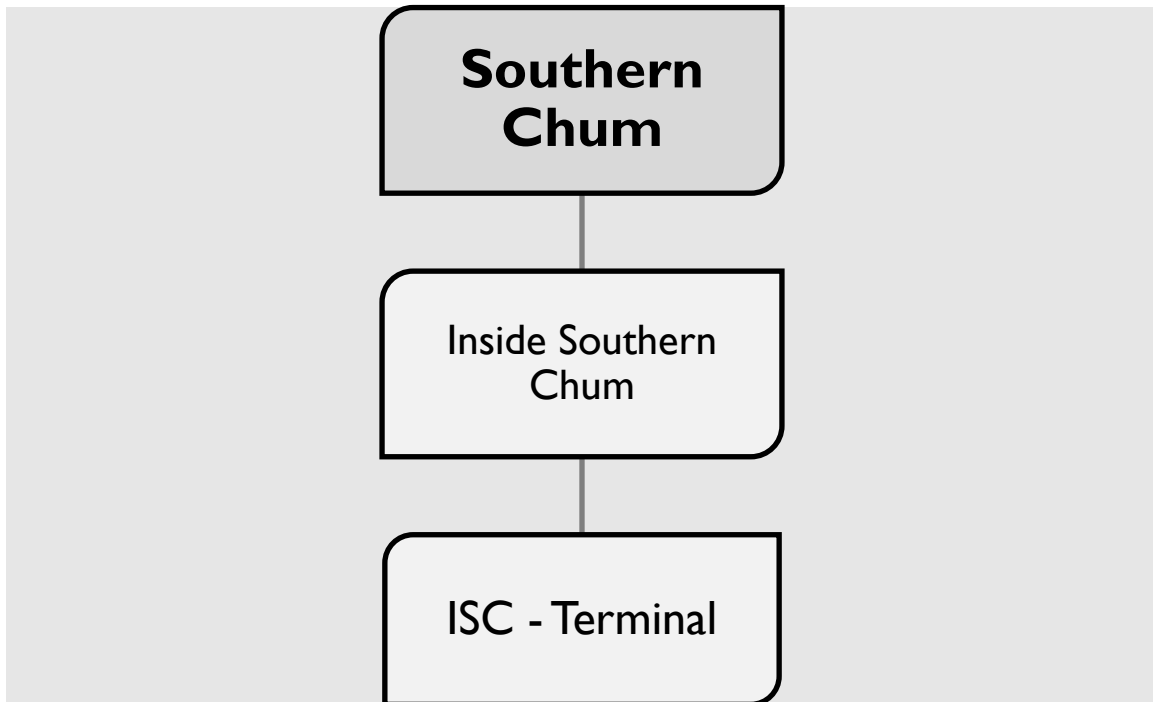 Southern
Chum
Inside Southern
Chum
ISC - Terminal